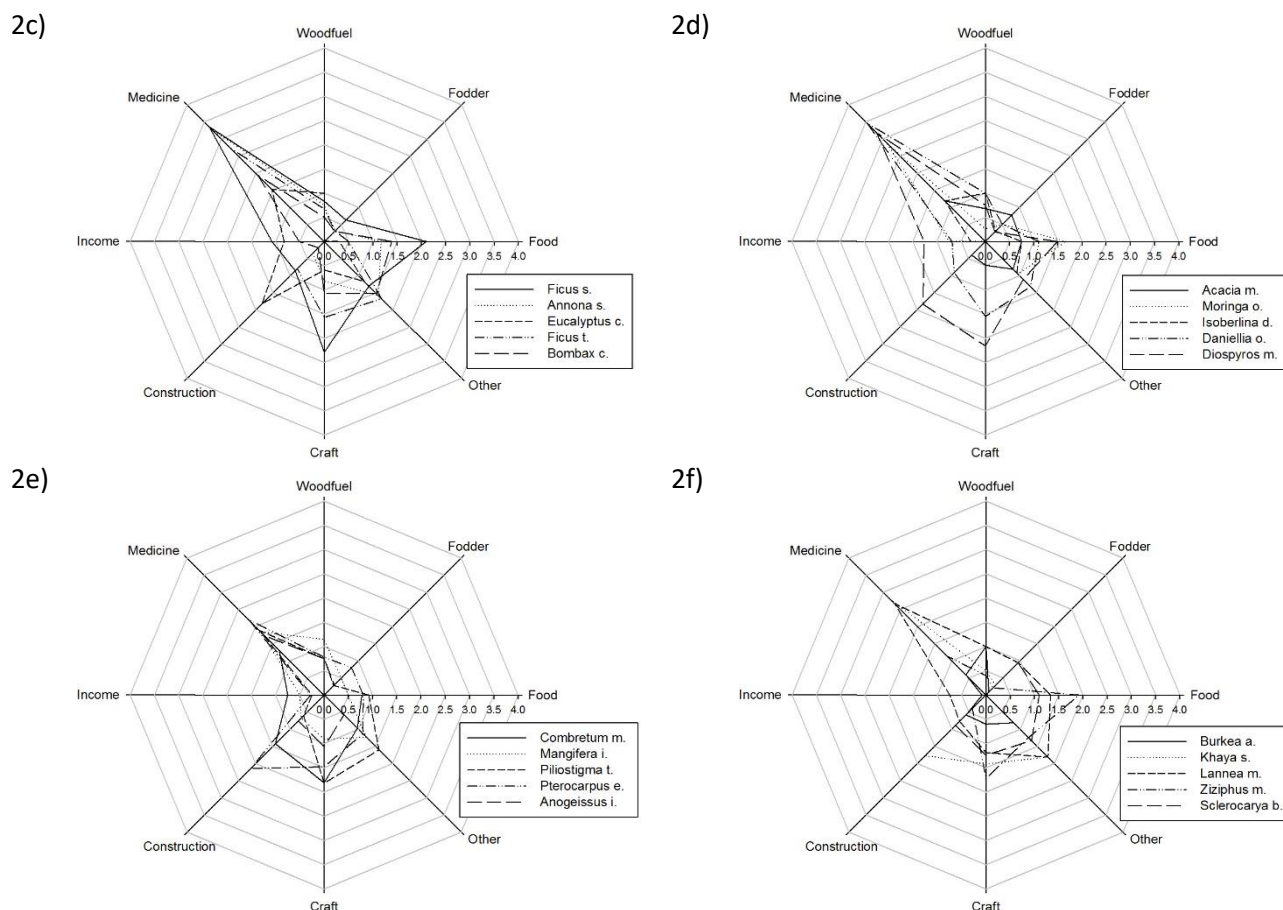 2c)
Woodfuel
Medicine
Fodder
Income
0.0 0.5 1.0 1.5 2.0 2.5 3.0 3.5 4.0
Food
Ficus s.
Annona s.
Eucalyptus c.
Ficus t.
Bombax c.
Construction
Other
Craft
2d)
Woodfuel
Medicine
Fodder
Income
0.0 0.5 1.0 1.5 2.0 2.5 3.0 3.5 4.0
Food
Acacia m.
Moringa o.
Isoberlina d.
Daniellia o.
Diospyros m.
Construction
Other
Craft
2e)
Woodfuel
Medicine
Fodder
Income
0.0 0.5 1.0 1.5 2.0 2.5 3.0 3.5 4.0
Food
Combretum m.
Mangifera i.
Piliostigma t.
Pterocarpus e.
Anogeissus i.
Construction
Other
Craft
2f)
Woodfuel
Medicine
Fodder
Income
0.0 0.5 1.0 1.5 2.0 2.5 3.0 3.5 4.0
Food
Burkea a.
Khaya s.
Lannea m.
Ziziphus m.
Sclerocarya b.
Construction
Other
Craft